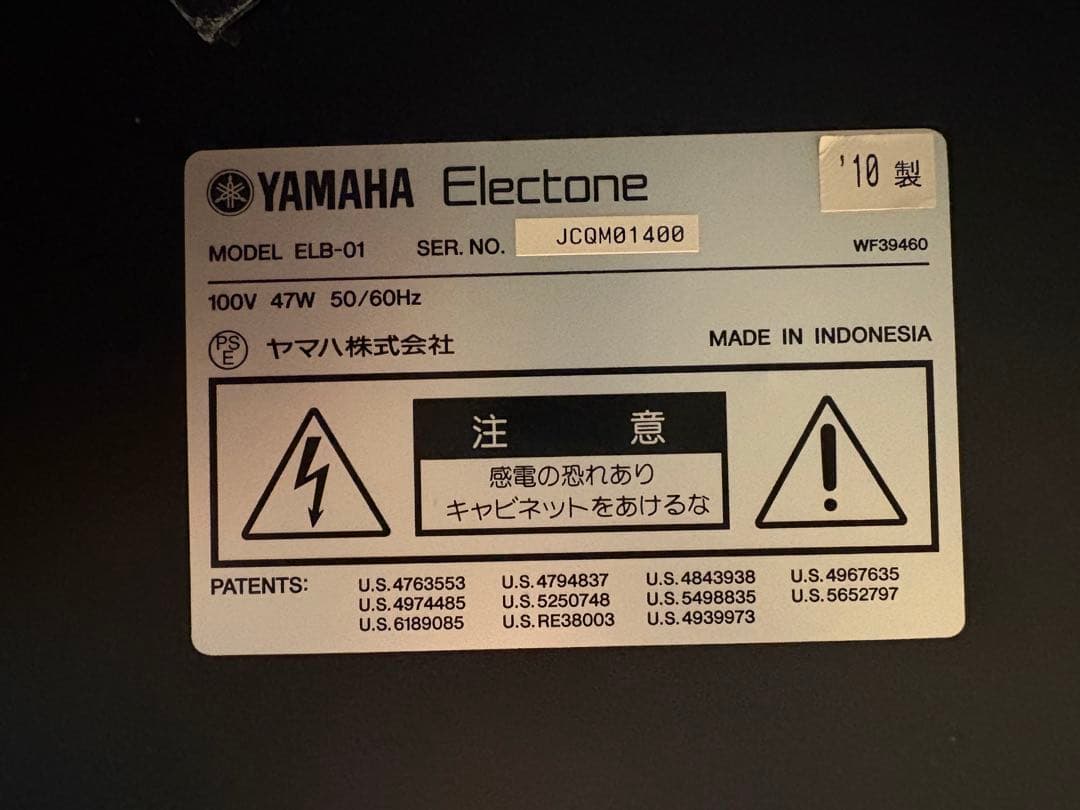 YAMAHA Electone
'10 製
MODEL ELB-01 SER. NO. JCQM01400 WF39460
100V 47W 50/60Hz
PSE ヤマハ株式会社 MADE IN INDONESIA
注 意
感電の恐れあり
キャビネットをあけるな
PATENTS: U.S.4763553 U.S.4794837 U.S.4843938 U.S.4967635
U.S.4974485 U.S.5250748 U.S.5498835 U.S.5652797
U.S.6189085 U.S.RE38003 U.S.4939973